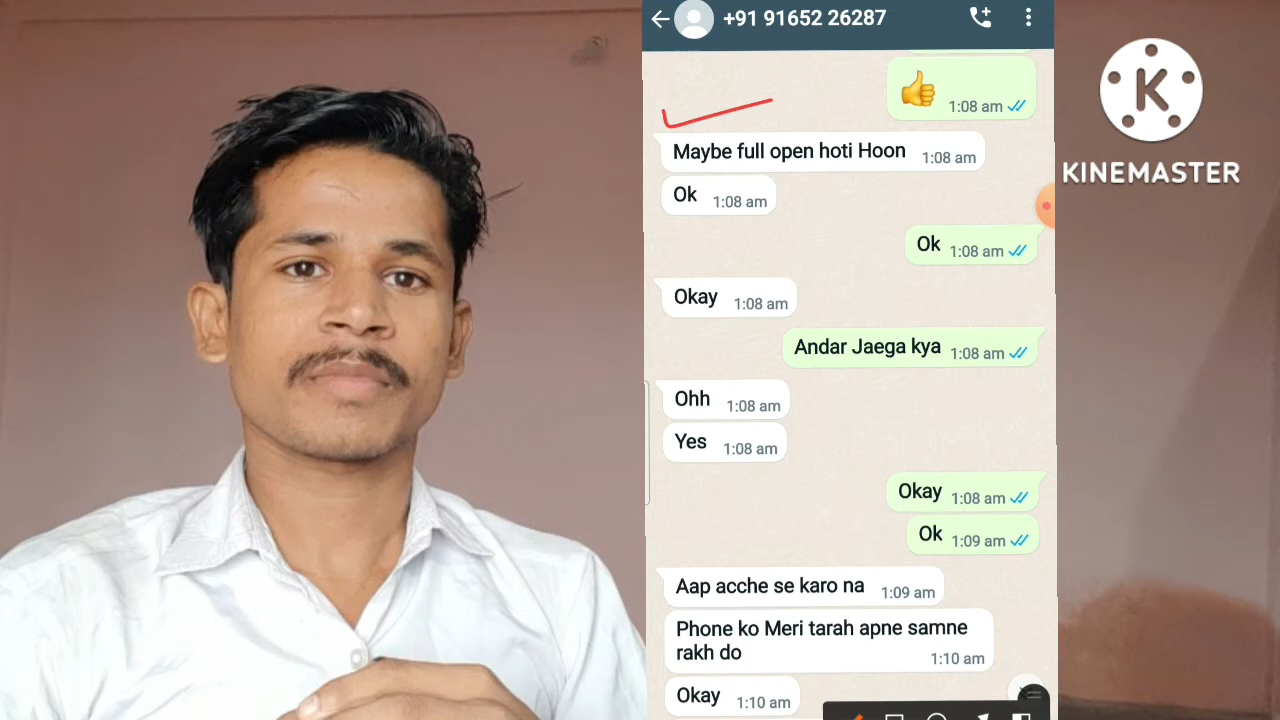 +91 91652 26287
👍 1:08 am
Maybe full open hoti Hoon 1:08 am
Ok 1:08 am
Ok 1:08 am
Okay 1:08 am
Andar Jaega kya 1:08 am
Ohh 1:08 am
Yes 1:08 am
Okay 1:08 am
Ok 1:09 am
Aap acche se karo na 1:09 am
Phone ko Meri tarah apne samne
rakh do 1:10 am
Okay 1:10 am
K
KINEMASTER